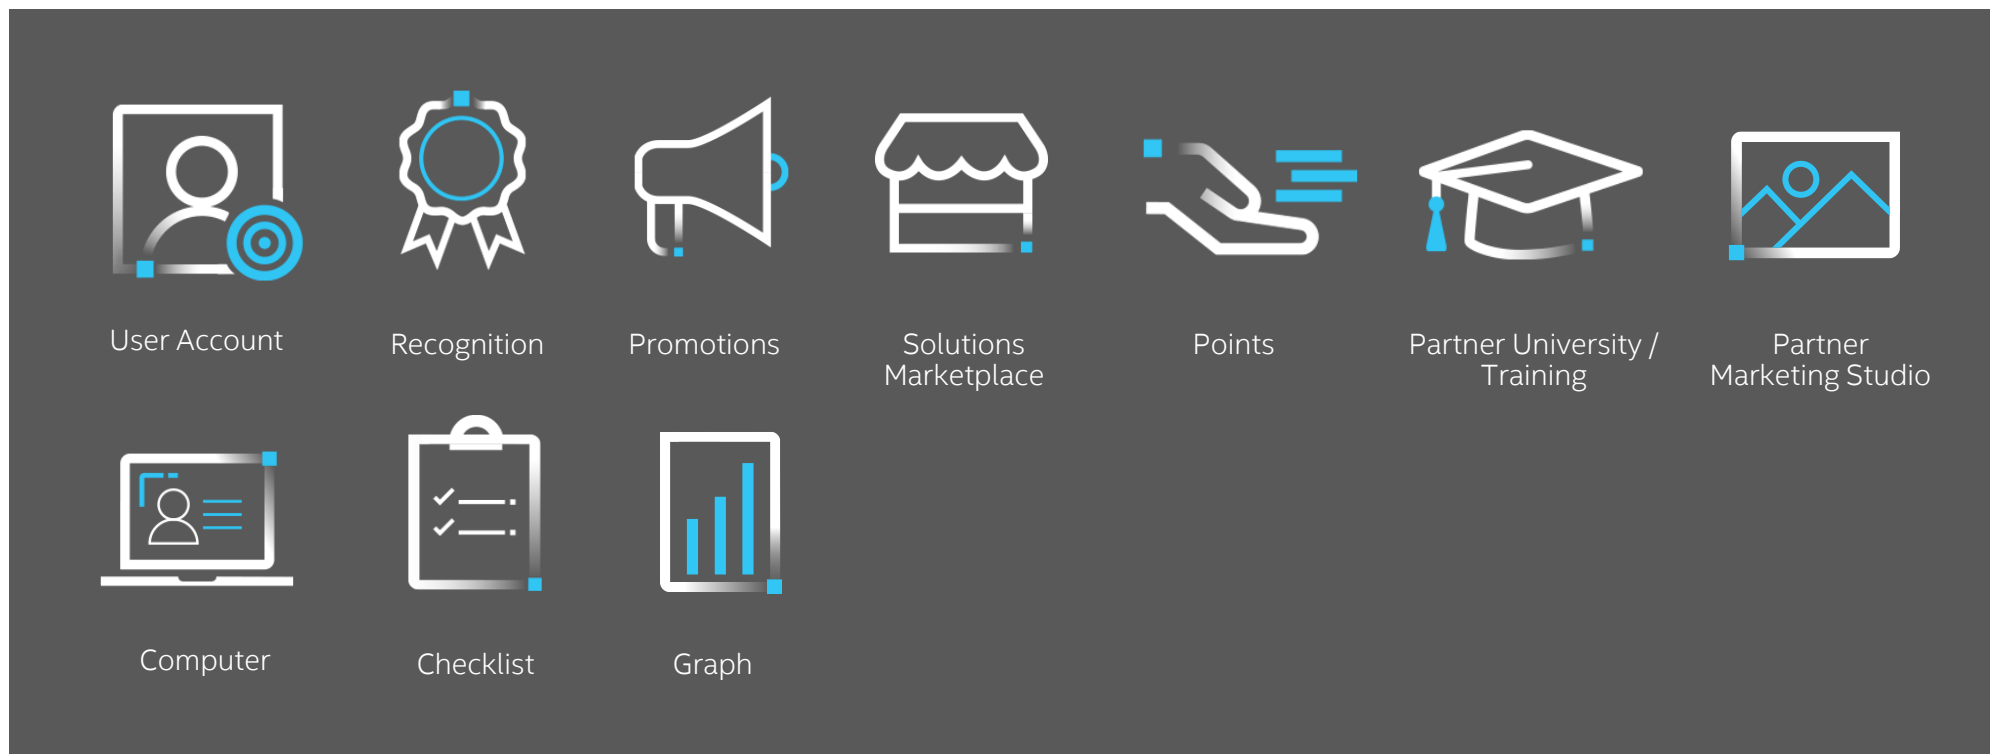 User Account
Recognition
Promotions
Solutions
Marketplace
Points
Partner University /
Training
Partner
Marketing Studio
Computer
Checklist
Graph